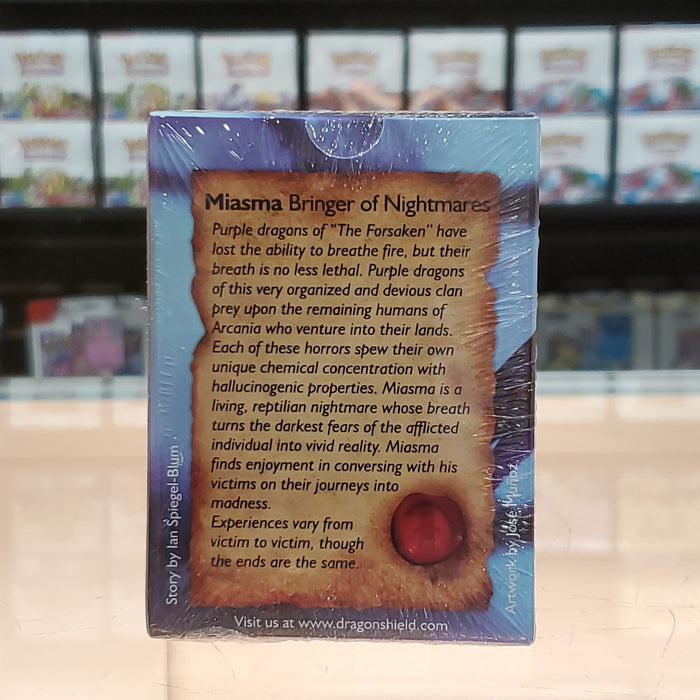 Miasma Bringer of Nightmares
Purple dragons of "The Forsaken" have
lost the ability to breathe fire, but their
breath is no less lethal. Purple dragons
of this very organized and devious clan
prey upon the remaining humans of
Arcania who venture into their lands.
Each of these horrors spew their own
unique chemical concentration with
hallucinogenic properties. Miasma is a
living, reptilian nightmare whose breath
turns the darkest fears of the afflicted
individual into vivid reality. Miasma
finds enjoyment in conversing with his
victims on their journeys into
madness.
Experiences vary from
victim to victim, though
the ends are the same.
Story by Ian Spiegel-Blum
Artwork by José Muñoz
Visit us at www.dragonshield.com